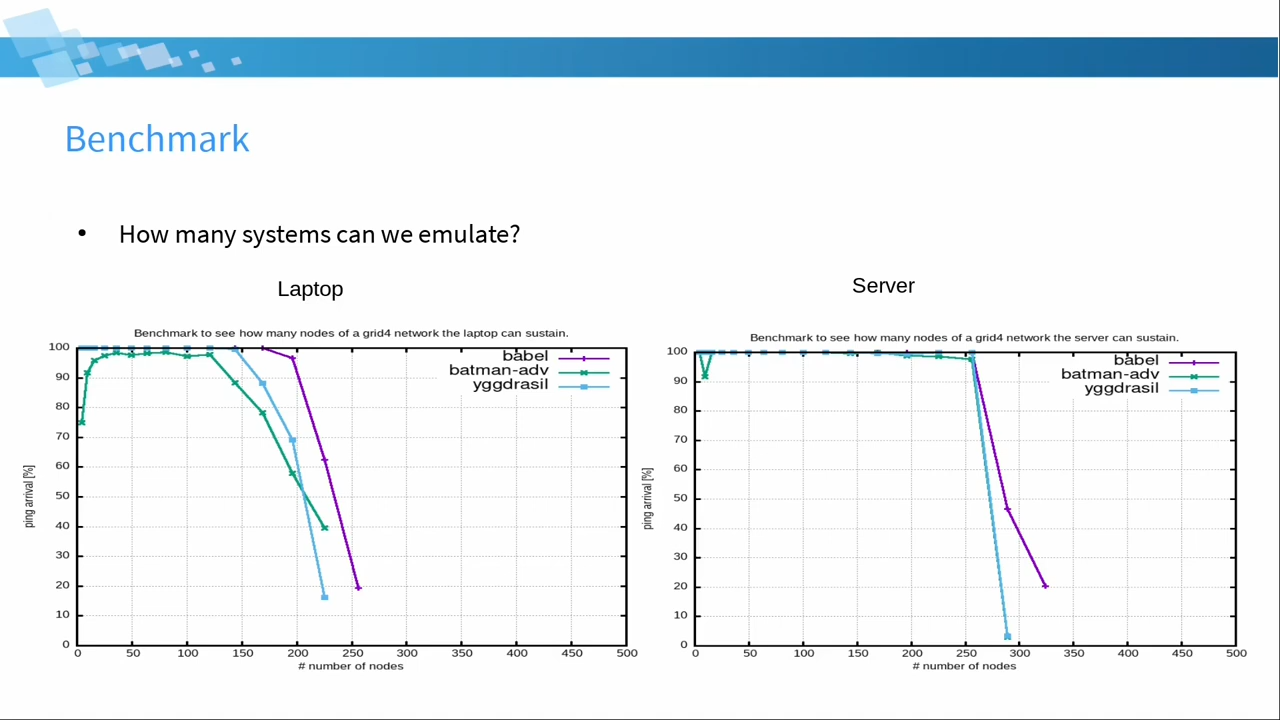 Benchmark
• How many systems can we emulate?
Laptop
Benchmark to see how many nodes of a grid4 network the laptop can sustain.
100
90
80
70
60
50
40
30
20
10
0
ping arrival [%]
babel
batman-adv
yggdrasil
0 50 100 150 200 250 300 350 400 450 500
# number of nodes
Server
Benchmark to see how many nodes of a grid4 network the server can sustain.
100
90
80
70
60
50
40
30
20
10
0
ping arrival [%]
babel
batman-adv
yggdrasil
0 50 100 150 200 250 300 350 400 450 500
# number of nodes